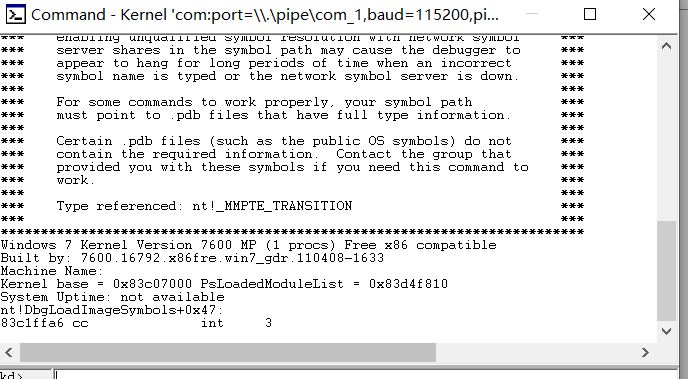 Command - Kernel 'com:port=\\.\pipe\com_1,baud=115200,pi...
*** enabling unqualified symbol resolution with network symbol ***
*** server shares in the symbol path may cause the debugger to ***
*** appear to hang for long periods of time when an incorrect ***
*** symbol name is typed or the network symbol server is down. ***
*** ***
*** For some commands to work properly, your symbol path ***
*** must point to .pdb files that have full type information. ***
*** ***
*** Certain .pdb files (such as the public OS symbols) do not ***
*** contain the required information.  Contact the group that ***
*** provided you with these symbols if you need this command to ***
*** work. ***
*** ***
*** Type referenced: nt!_MMPTE_TRANSITION ***
*** ***
*************************************************************************
Windows 7 Kernel Version 7600 MP (1 procs) Free x86 compatible
Built by: 7600.16792.x86fre.win7_gdr.110408-1633
Machine Name:
Kernel base = 0x83c07000 PsLoadedModuleList = 0x83d4f810
System Uptime: not available
nt!DbgLoadImageSymbols+0x47:
83c1ffa6 cc int 3
kd>